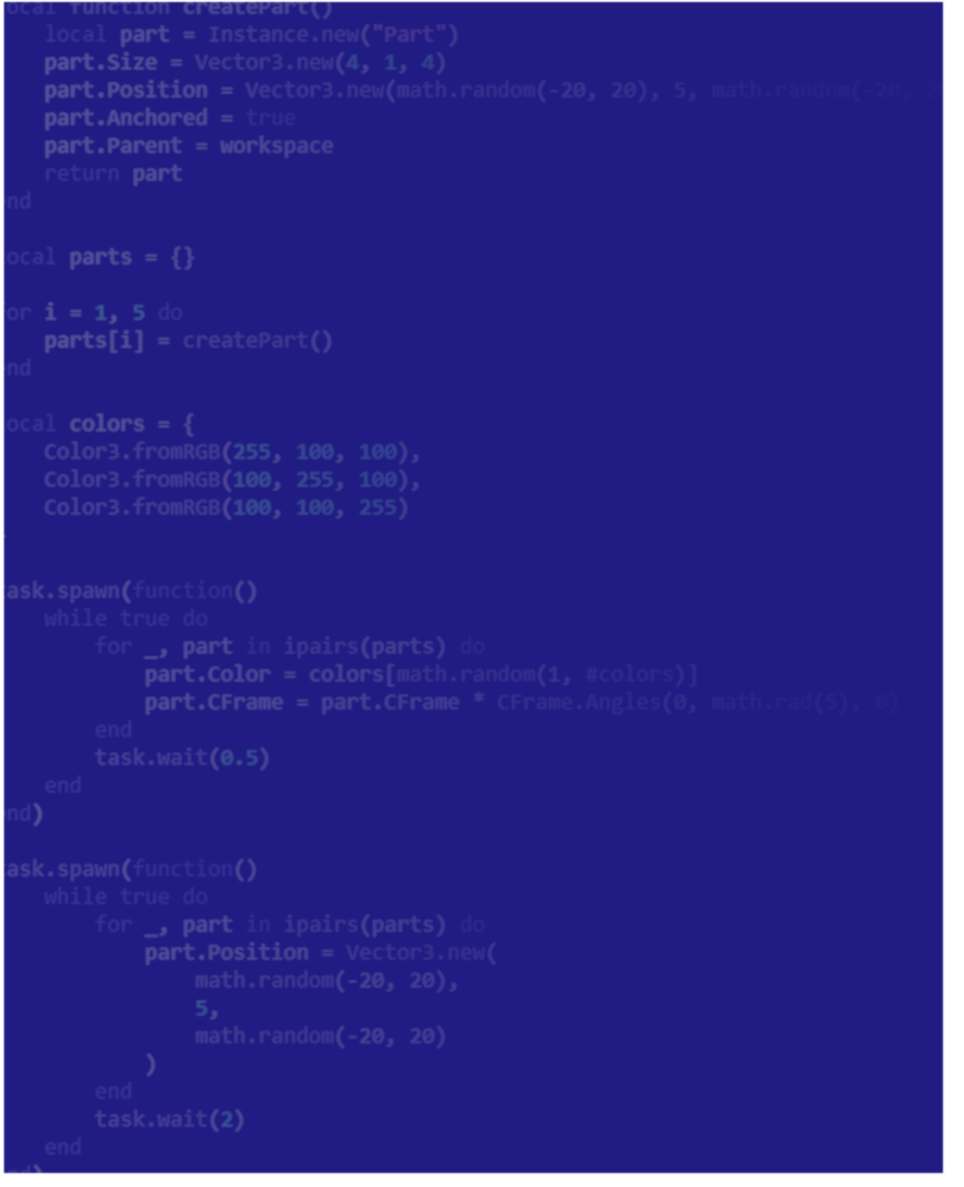 ocal function createPart()
    local part = Instance.new("Part")
    part.Size = Vector3.new(4, 1, 4)
    part.Position = Vector3.new(math.random(-20, 20), 5, math.random(-20, 2
    part.Anchored = true
    part.Parent = workspace
    return part
nd
ocal parts = {}
or i = 1, 5 do
    parts[i] = createPart()
nd
ocal colors = {
    Color3.fromRGB(255, 100, 100),
    Color3.fromRGB(100, 255, 100),
    Color3.fromRGB(100, 100, 255)
ask.spawn(function()
    while true do
        for _, part in ipairs(parts) do
            part.Color = colors[math.random(1, #colors)]
            part.CFrame = part.CFrame * CFrame.Angles(0, math.rad(5), 0)
        end
        task.wait(0.5)
    end
nd)
ask.spawn(function()
    while true do
        for _, part in ipairs(parts) do
            part.Position = Vector3.new(
                math.random(-20, 20),
                5,
                math.random(-20, 20)
            )
        end
        task.wait(2)
    end
nd)